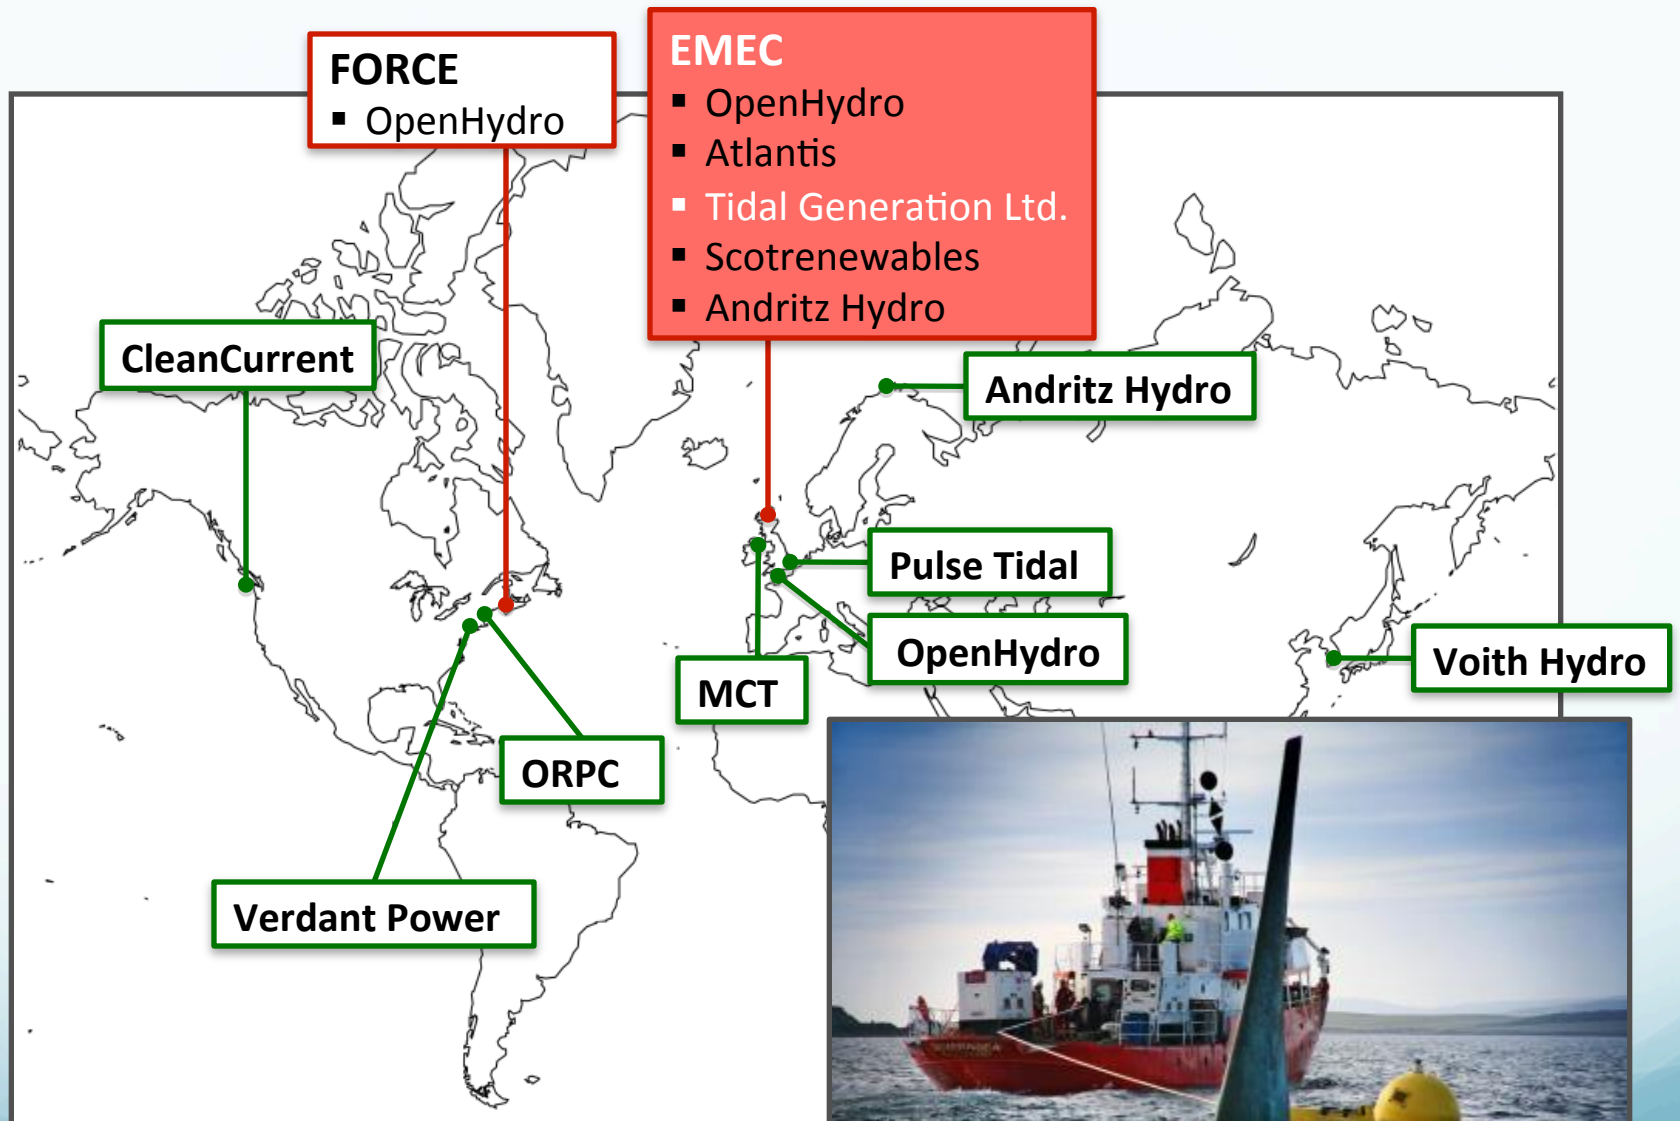 FORCE
▪ OpenHydro
EMEC
▪ OpenHydro
▪ Atlantis
▪ Tidal Generation Ltd.
▪ Scotrenewables
▪ Andritz Hydro
CleanCurrent
Andritz Hydro
Pulse Tidal
OpenHydro
MCT
Voith Hydro
ORPC
Verdant Power